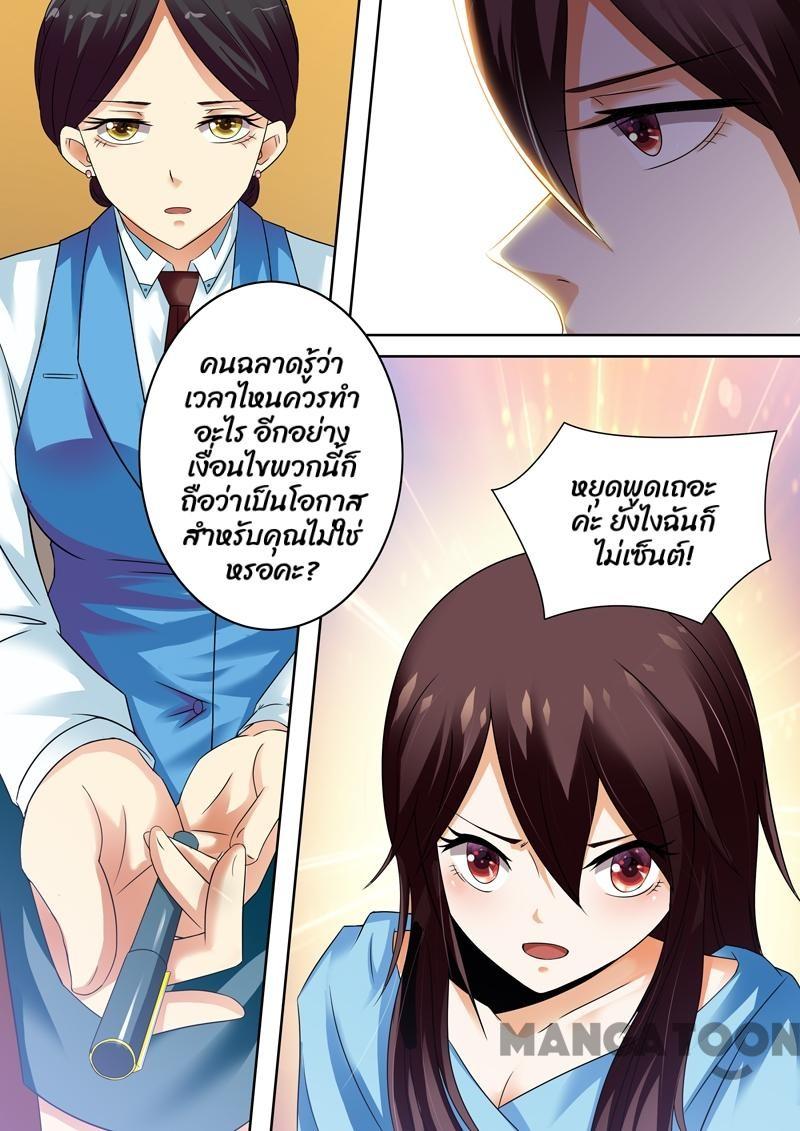 คนฉลาดรู้ว่า
เวลาไหนควรทำ
อะไร อีกอย่าง
เงื่อนไขพวกนี้ก็
ถือว่าเป็นโอกาส
สำหรับคุณไม่ใช่
หรอคะ?
หยุดพูดเถอะ
ค่ะ ยังไงฉันก็
ไม่เซ็นต์!
MANGATOON